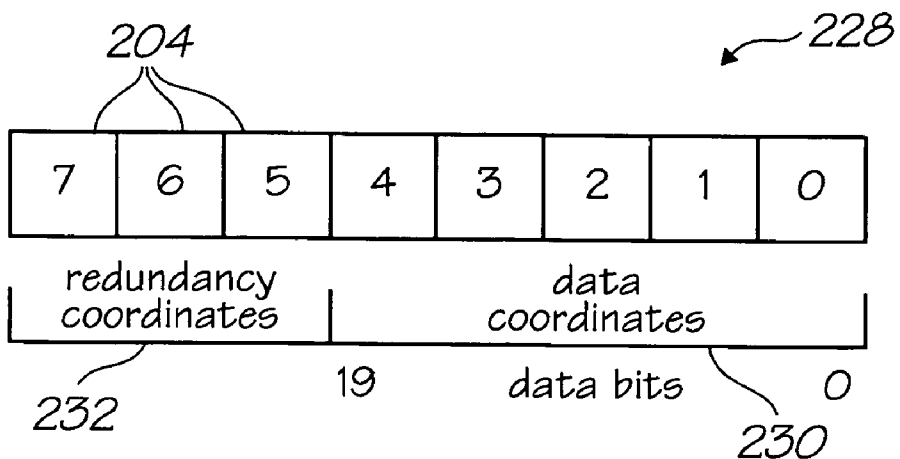 204
228
7 6 5 4 3 2 1 0
redundancy coordinates
data coordinates
19 data bits 0
232
230